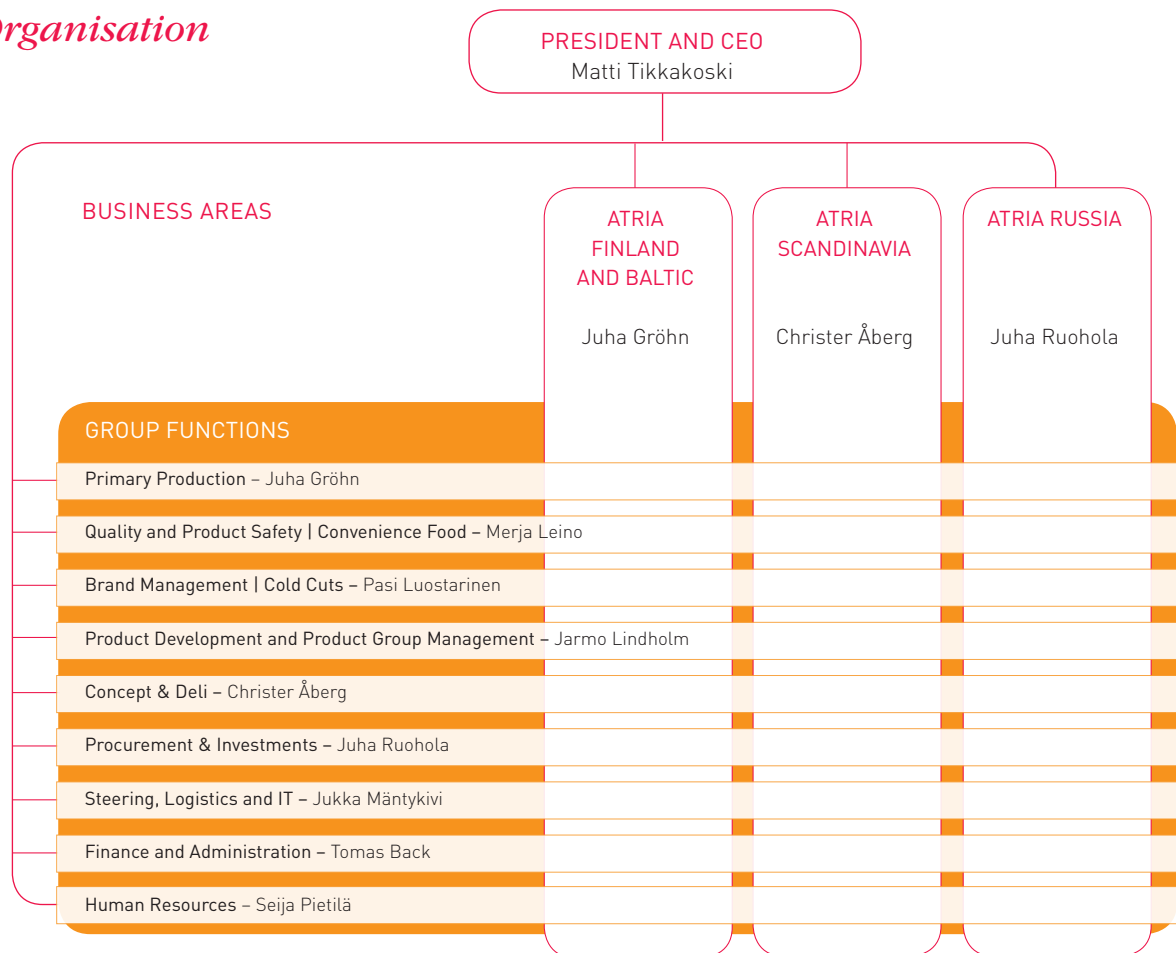 Organisation
PRESIDENT AND CEO
Matti Tikkakoski
BUSINESS AREAS
ATRIA
FINLAND
AND BALTIC
Juha Gröhn
ATRIA
SCANDINAVIA
Christer Åberg
ATRIA RUSSIA
Juha Ruohola
GROUP FUNCTIONS
Primary Production – Juha Gröhn
Quality and Product Safety | Convenience Food – Merja Leino
Brand Management | Cold Cuts – Pasi Luostarinen
Product Development and Product Group Management – Jarmo Lindholm
Concept & Deli – Christer Åberg
Procurement & Investments – Juha Ruohola
Steering, Logistics and IT – Jukka Mäntykivi
Finance and Administration – Tomas Back
Human Resources – Seija Pietilä